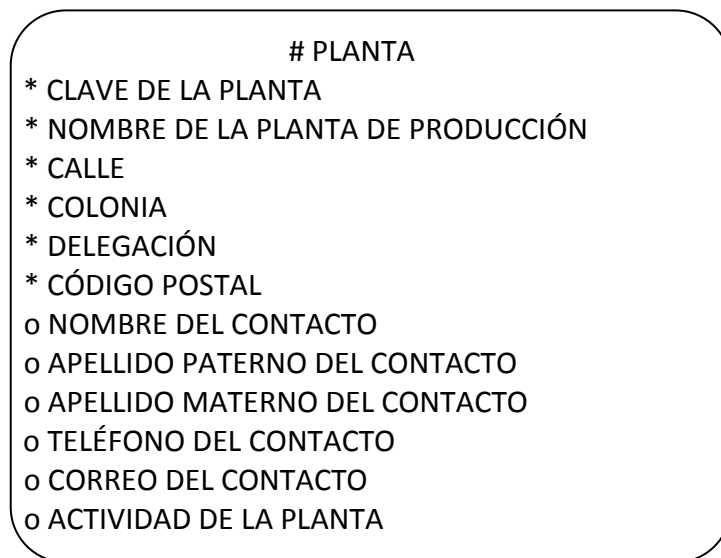 # PLANTA
* CLAVE DE LA PLANTA
* NOMBRE DE LA PLANTA DE PRODUCCIÓN
* CALLE
* COLONIA
* DELEGACIÓN
* CÓDIGO POSTAL
o NOMBRE DEL CONTACTO
o APELLIDO PATERNO DEL CONTACTO
o APELLIDO MATERNO DEL CONTACTO
o TELÉFONO DEL CONTACTO
o CORREO DEL CONTACTO
o ACTIVIDAD DE LA PLANTA